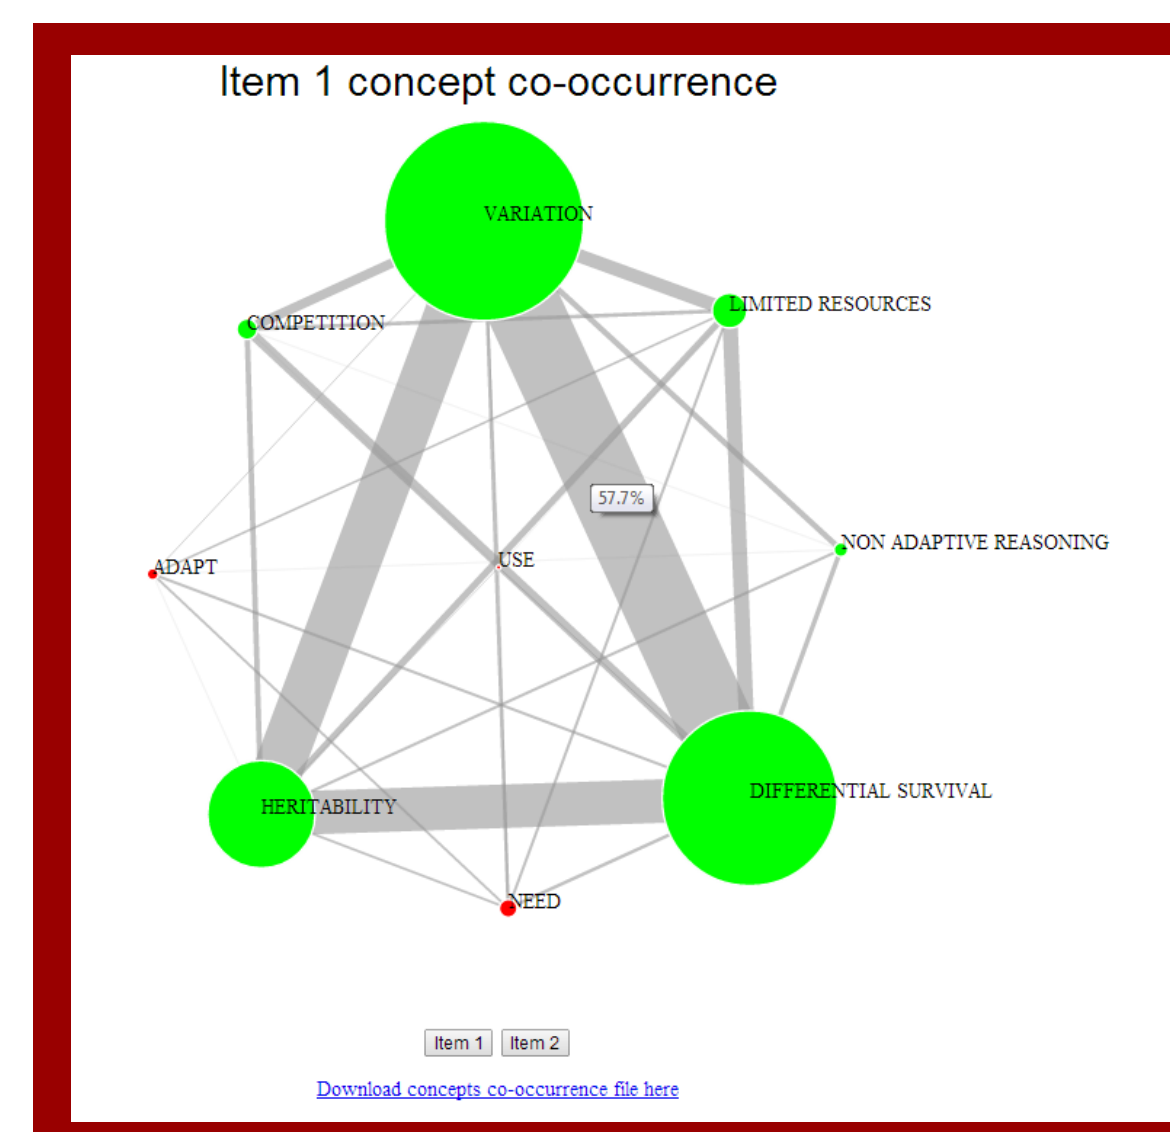 Item 1 concept co-occurrence
VARIATION
LIMITED RESOURCES
COMPETITION
57.7%
NON ADAPTIVE REASONING
USE
ADAPT
DIFFERENTIAL SURVIVAL
HERITABILITY
NEED
Item 1 Item 2
Download concepts co-occurrence file here